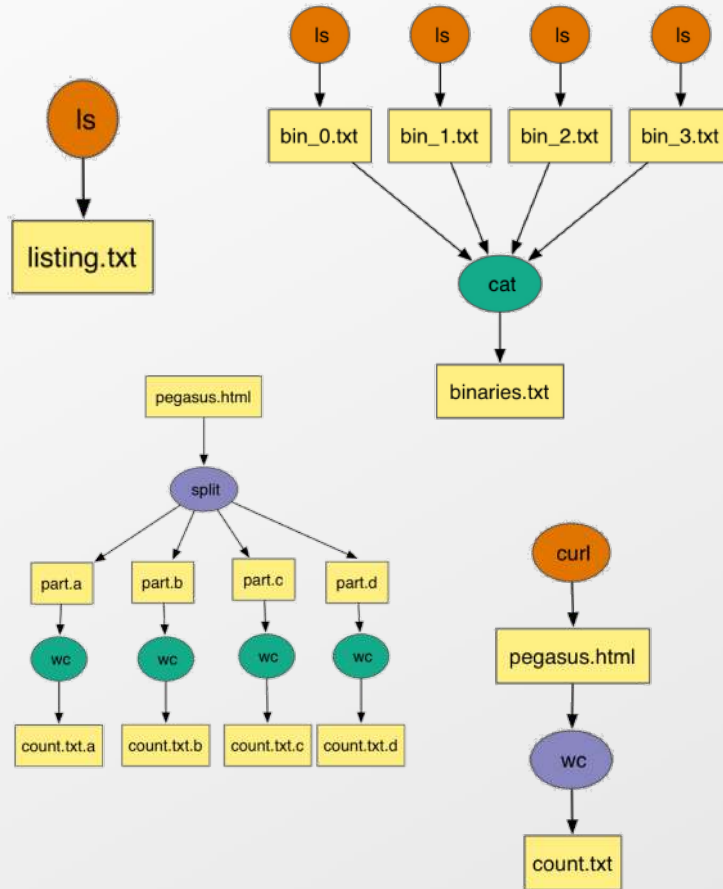 ls
listing.txt
ls ls ls ls
bin_0.txt bin_1.txt bin_2.txt bin_3.txt
cat
binaries.txt
pegasus.html
split
part.a part.b part.c part.d
wc wc wc wc
count.txt.a count.txt.b count.txt.c count.txt.d
curl
pegasus.html
wc
count.txt